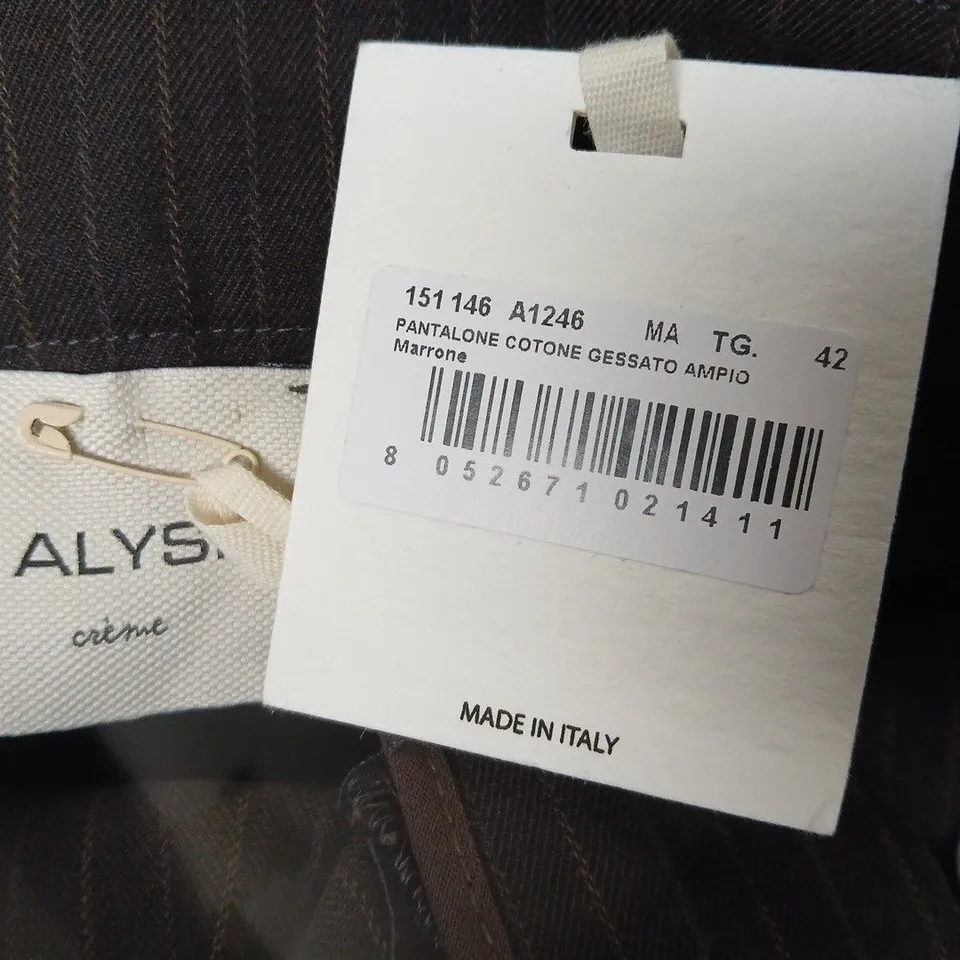 151 146 A1246 MA TG. 42
PANTALONE COTONE GESSATO AMPIO
Marrone
8 052671 021411
ALYS
crème
MADE IN ITALY